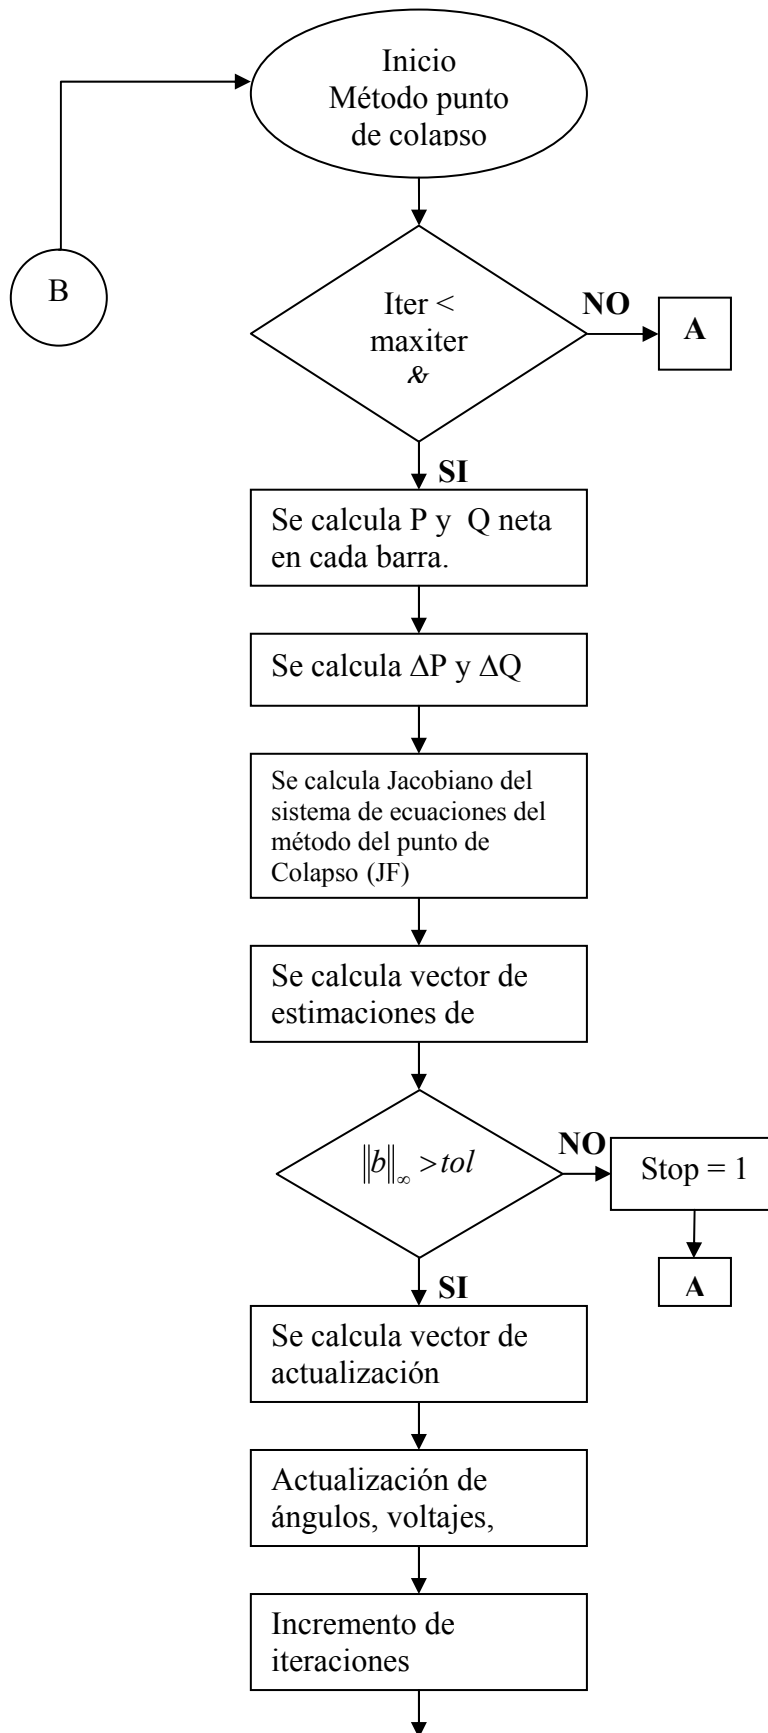 Inicio
Método punto
de colapso
B
Iter <
maxiter
&
NO
A
SI
Se calcula P y Q neta
en cada barra.
Se calcula ΔP y ΔQ
Se calcula Jacobiano del
sistema de ecuaciones del
método del punto de
Colapso (JF)
Se calcula vector de
estimaciones de
‖b‖∞ > tol
NO
Stop = 1
A
SI
Se calcula vector de
actualización
Actualización de
ángulos, voltajes,
Incremento de
iteraciones